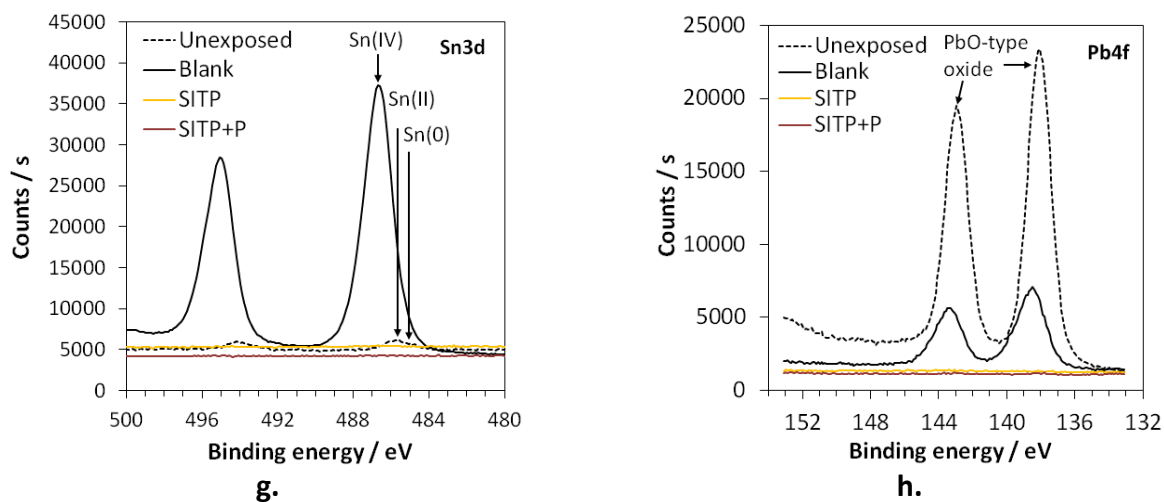 45000
40000
35000
30000
25000
20000
15000
10000
5000
0
Counts / s
Unexposed
Blank
SITP
SITP+P
Sn(IV)
Sn(II)
Sn(0)
Sn3d
500 496 492 488 484 480
Binding energy / eV
g.
25000
20000
15000
10000
5000
0
Counts / s
Unexposed
Blank
SITP
SITP+P
PbO-type
oxide
Pb4f
152 148 144 140 136 132
Binding energy / eV
h.